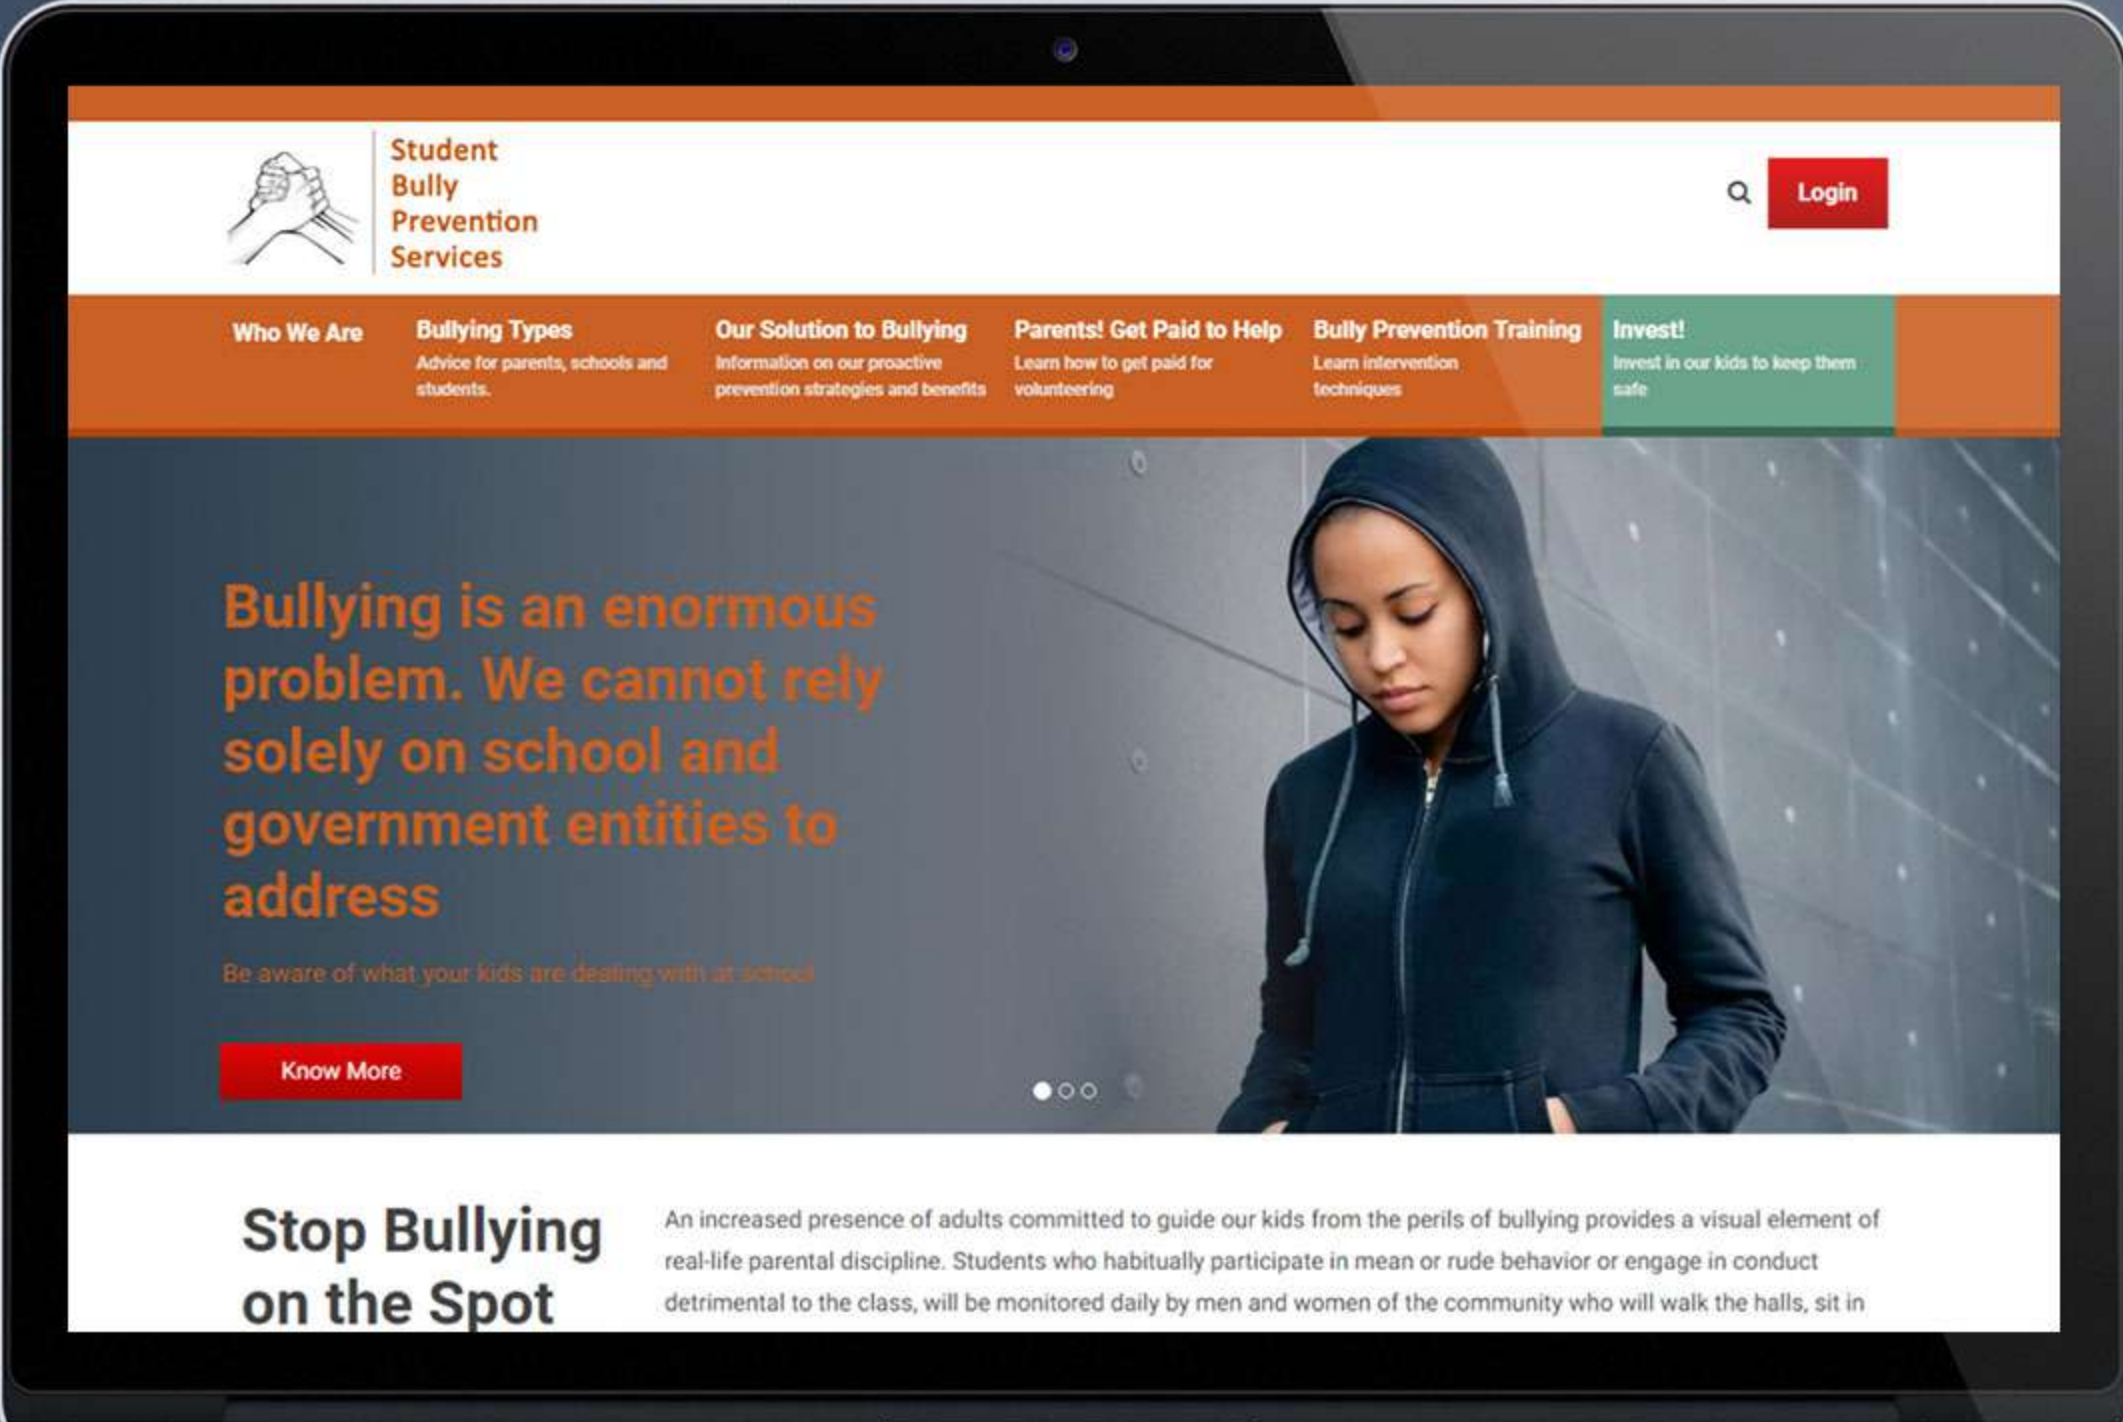 Student
Bully
Prevention
Services
Login
Who We Are
Bullying Types
Advice for parents, schools and
students.
Our Solution to Bullying
Information on our proactive
prevention strategies and benefits
Parents! Get Paid to Help
Learn how to get paid for
volunteering
Bully Prevention Training
Learn intervention
techniques
Invest!
Invest in our kids to keep them
safe
Bullying is an enormous
problem. We cannot rely
solely on school and
government entities to
address
Be aware of what your kids are dealing with at school
Know More
Stop Bullying
on the Spot
An increased presence of adults committed to guide our kids from the perils of bullying provides a visual element of
real-life parental discipline. Students who habitually participate in mean or rude behavior or engage in conduct
detrimental to the class, will be monitored daily by men and women of the community who will walk the halls, sit in